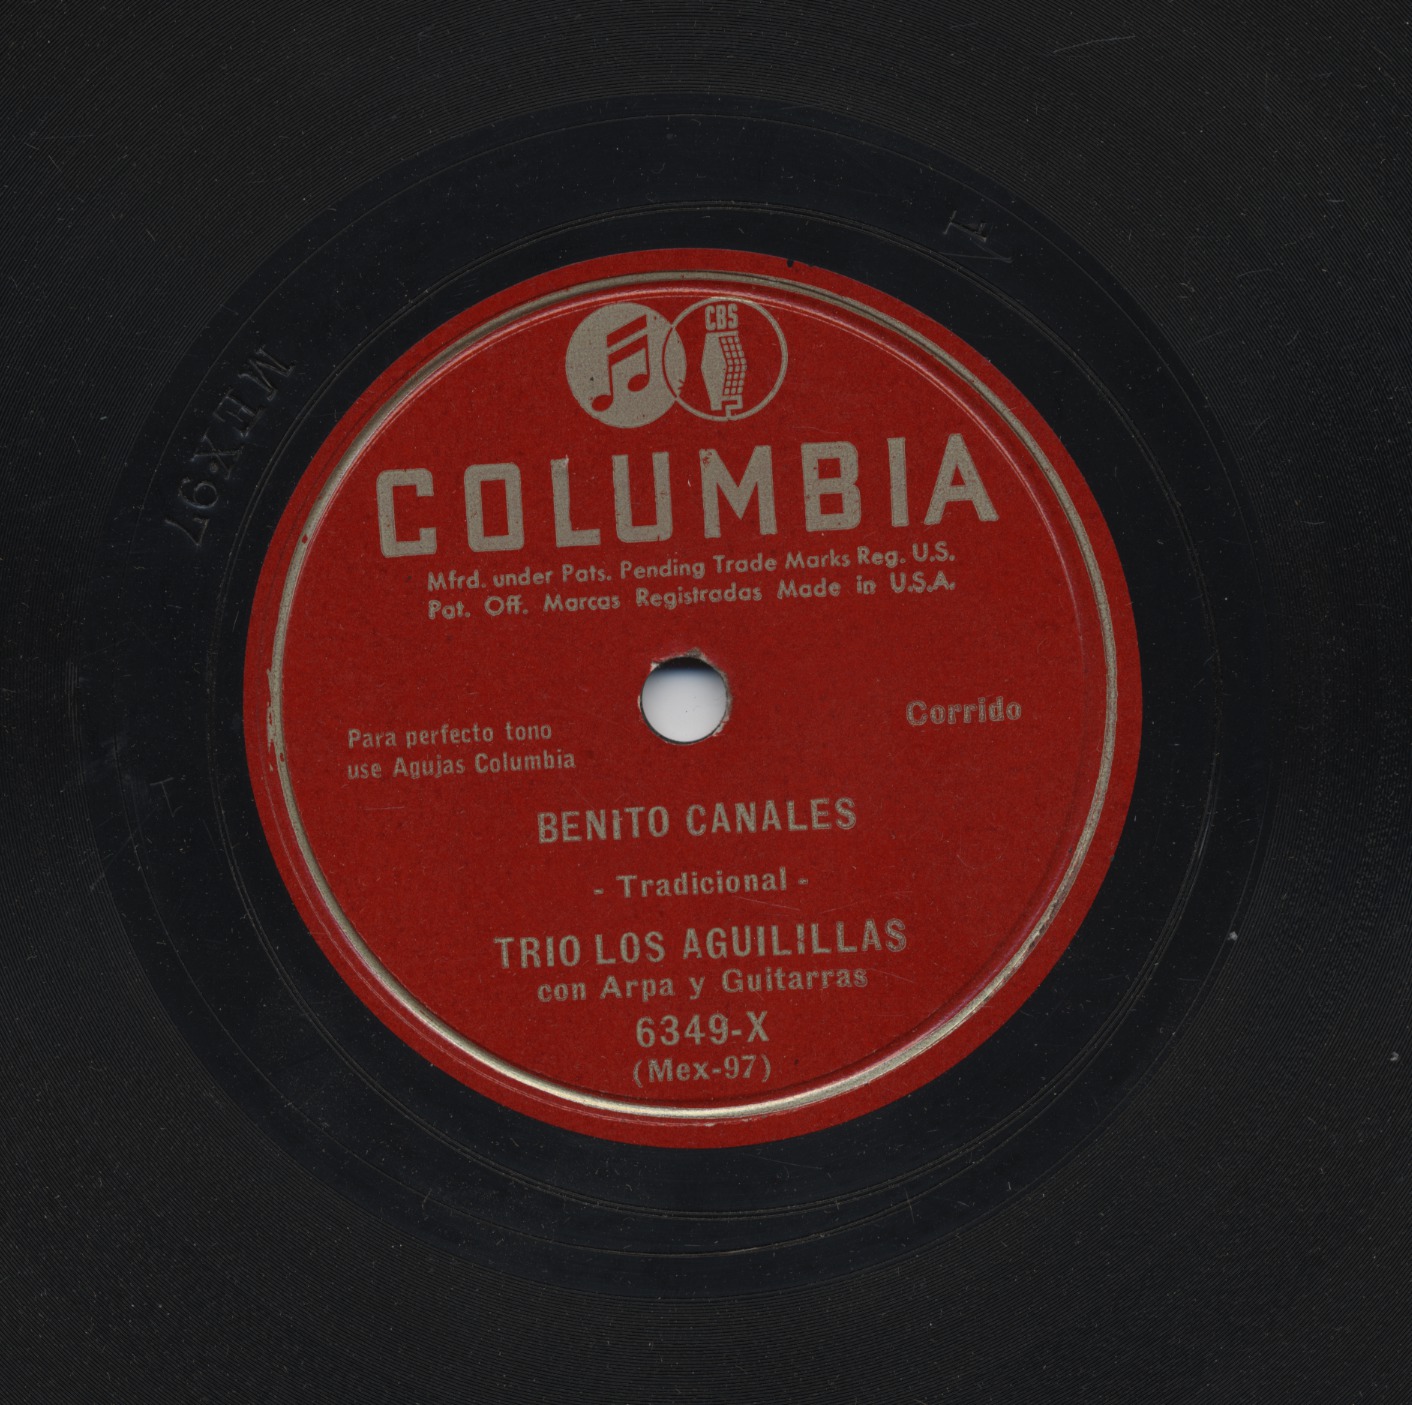 CBS
COLUMBIA
Mfrd. under Pats. Pending Trade Marks Reg. U.S.
Pat. Off. Marcas Registradas Made in U.S.A.
Corrido
Para perfecto tono
use Agujas Columbia
BENITO CANALES
- Tradicional -
TRIO LOS AGUILILLAS
con Arpa y Guitarras
6349-X
(Mex-97)
MEX.97
1